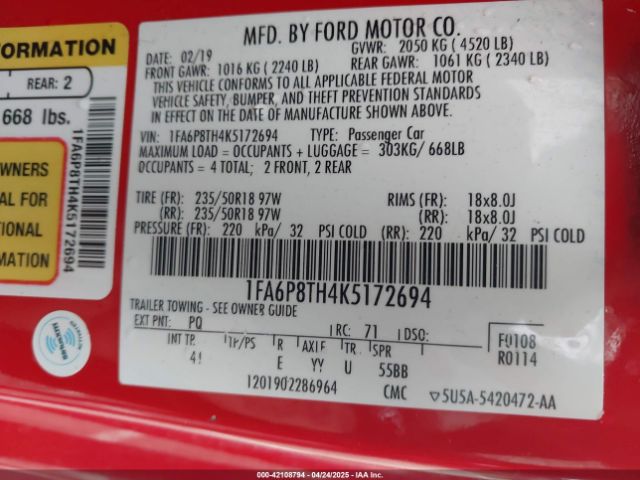 FORMATION
REAR: 2
668 lbs.
1FA6P8TH4K5172694
WNERS
AL FOR
TIONS.
MATION
MFD. BY FORD MOTOR CO.
DATE: 02/19 GVWR: 2050 KG ( 4520 LB)
FRONT GAWR: 1016 KG ( 2240 LB) REAR GAWR: 1061 KG ( 2340 LB)
THIS VEHICLE CONFORMS TO ALL APPLICABLE FEDERAL MOTOR
VEHICLE SAFETY, BUMPER, AND THEFT PREVENTION STANDARDS
IN EFFECT ON THE DATE OF MANUFACTURE SHOWN ABOVE.
VIN: 1FA6P8TH4K5172694 TYPE: Passenger Car
MAXIMUM LOAD = OCCUPANTS + LUGGAGE = 303KG/ 668LB
OCCUPANTS = 4 TOTAL; 2 FRONT, 2 REAR
TIRE (FR): 235/50R18 97W RIMS (FR): 18x8.0J
(RR): 235/50R18 97W (RR): 18x8.0J
PRESSURE (FR): 220 kPa/ 32 PSI COLD (RR): 220 kPa/ 32 PSI COLD
1FA6P8TH4K5172694
TRAILER TOWING - SEE OWNER GUIDE
EXT PNT: PQ RC: 71 DSO: F0108
R0114
INT TR TP/PS R AXLE TR SPR
4I E YY U 55BB
1201902286964 CMC ▽5U5A-5420472-AA
000-42108794 - 04/24/2025 - IAAI.COM